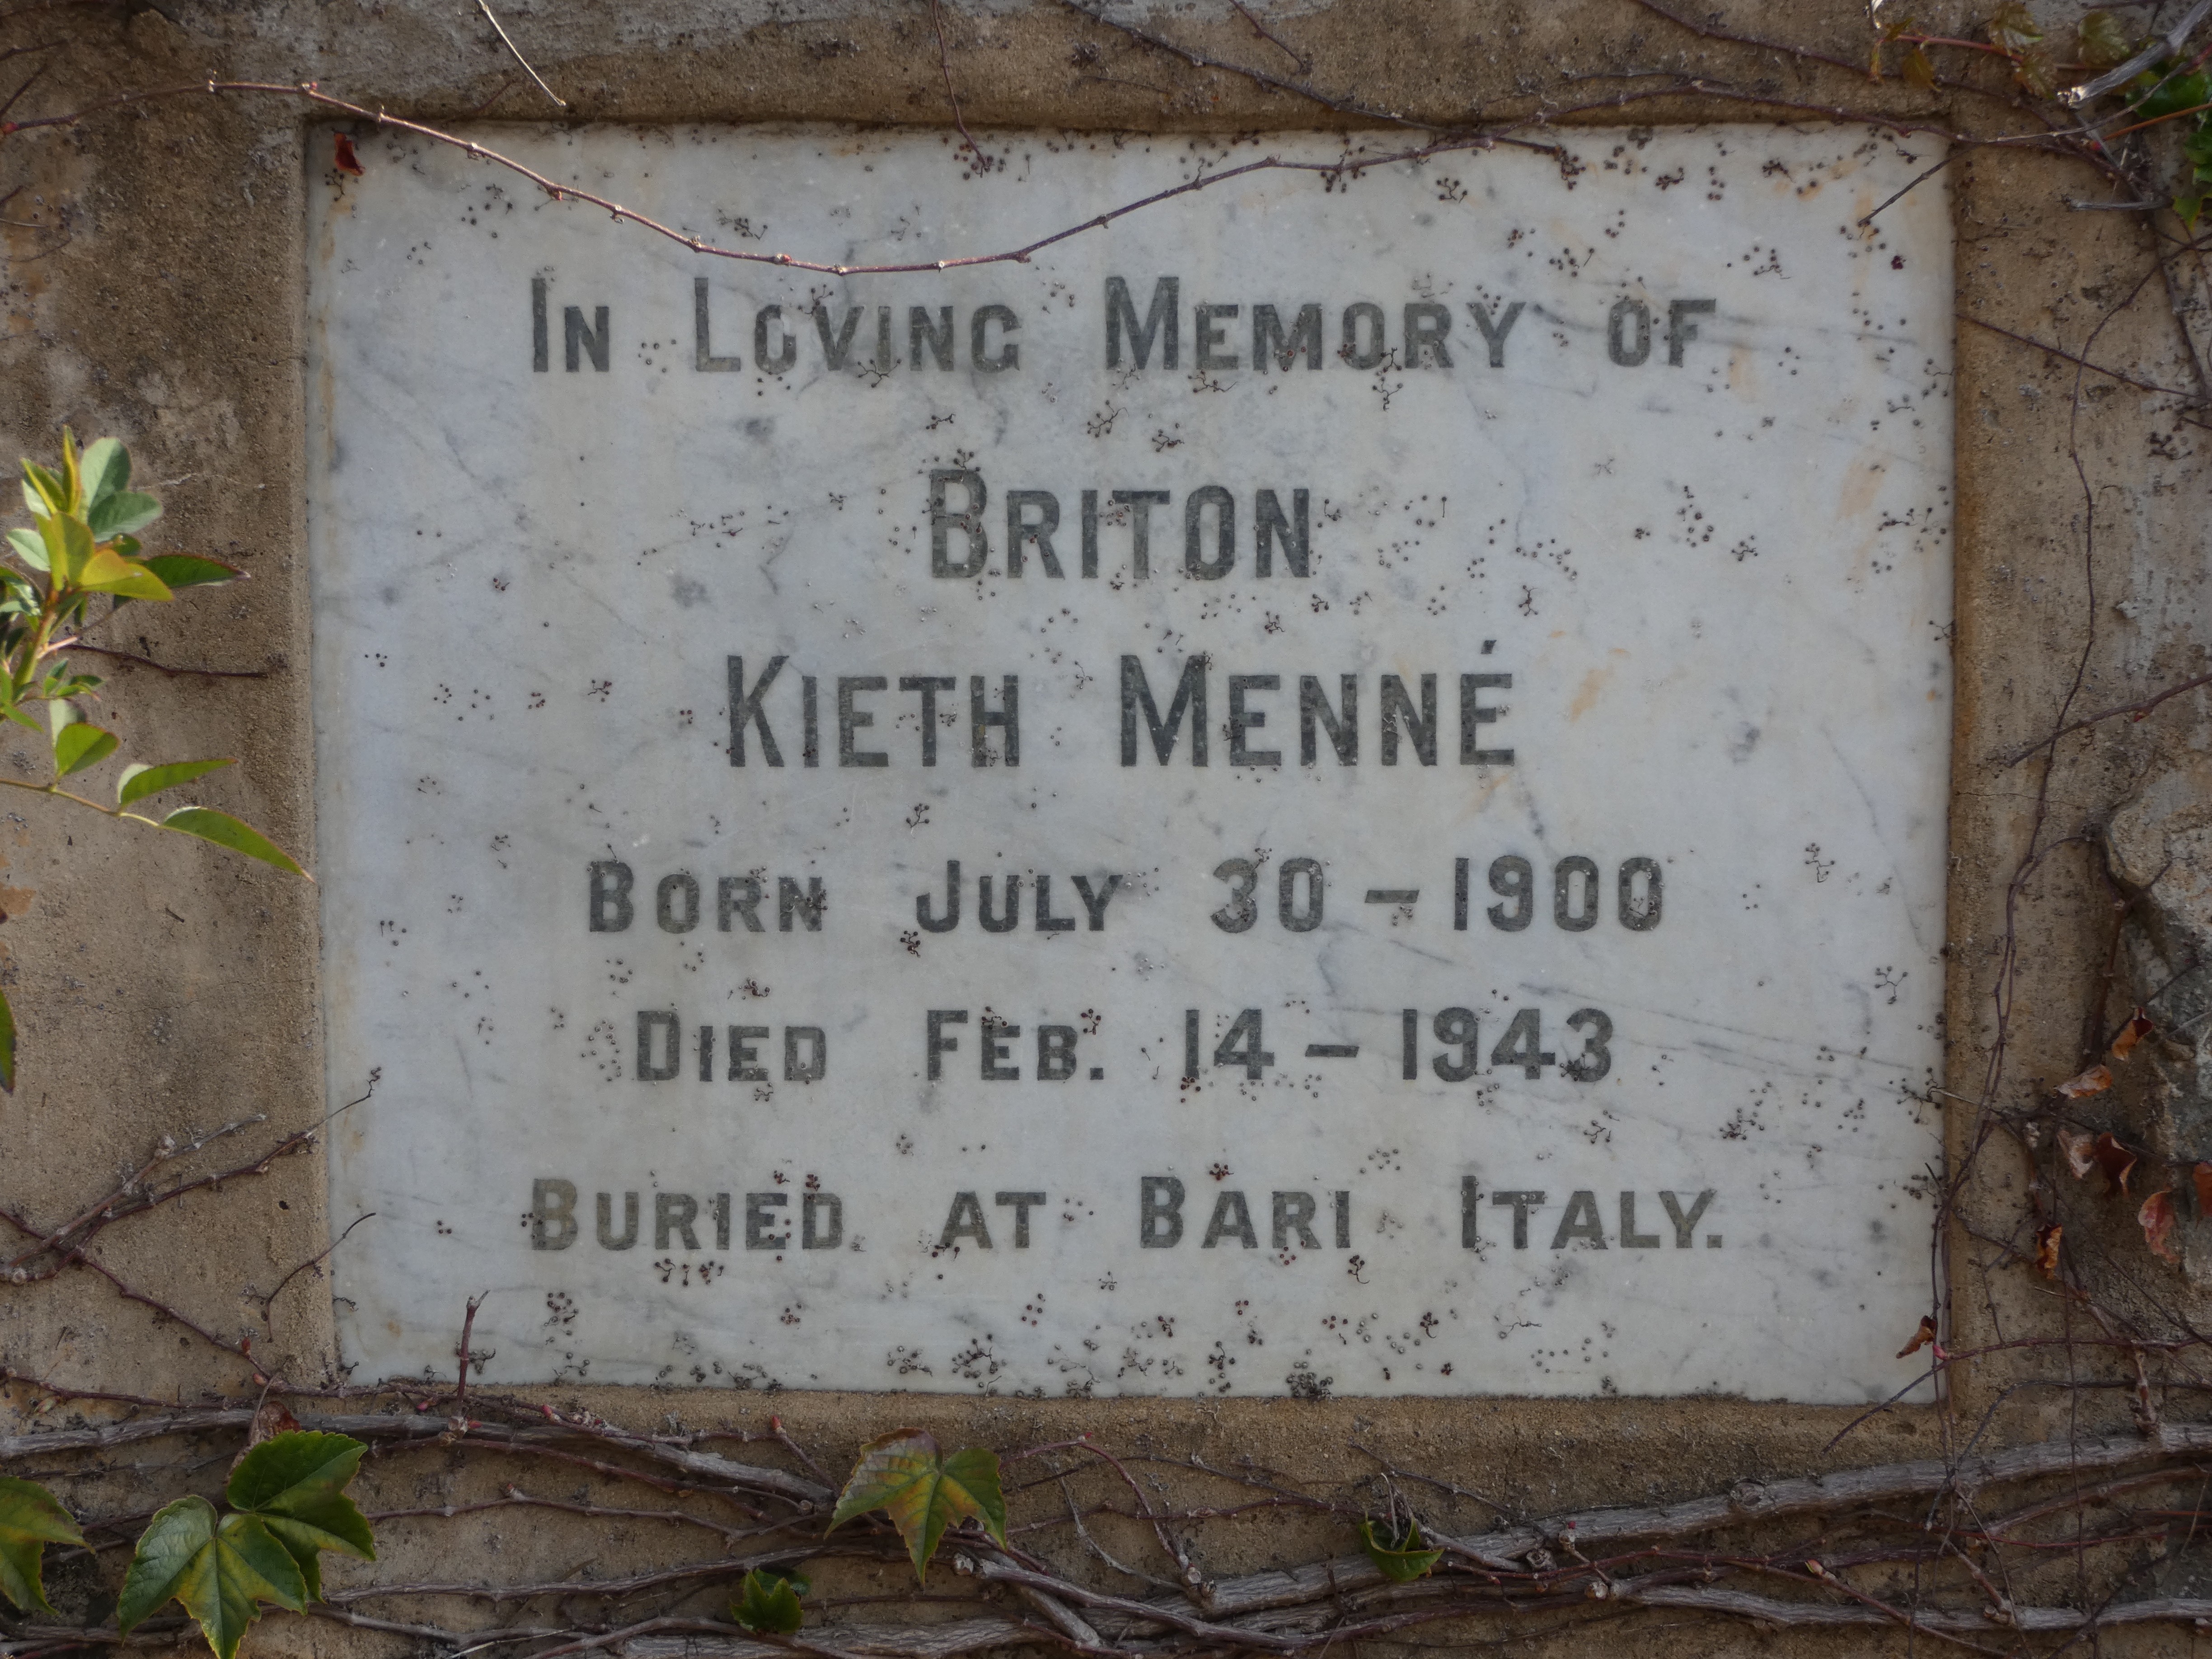 In Loving Memory of
Briton
Kieth Menné
Born July 30 – 1900
Died Feb. 14 – 1943
Buried at Bari Italy.